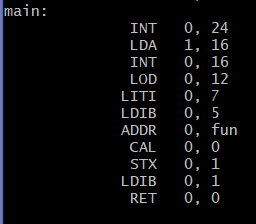 main:
INT 0, 24
LDA 1, 16
INT 0, 16
LOD 0, 12
LITI 0, 7
LDIB 0, 5
ADDR 0, fun
CAL 0, 0
STX 0, 1
LDIB 0, 1
RET 0, 0